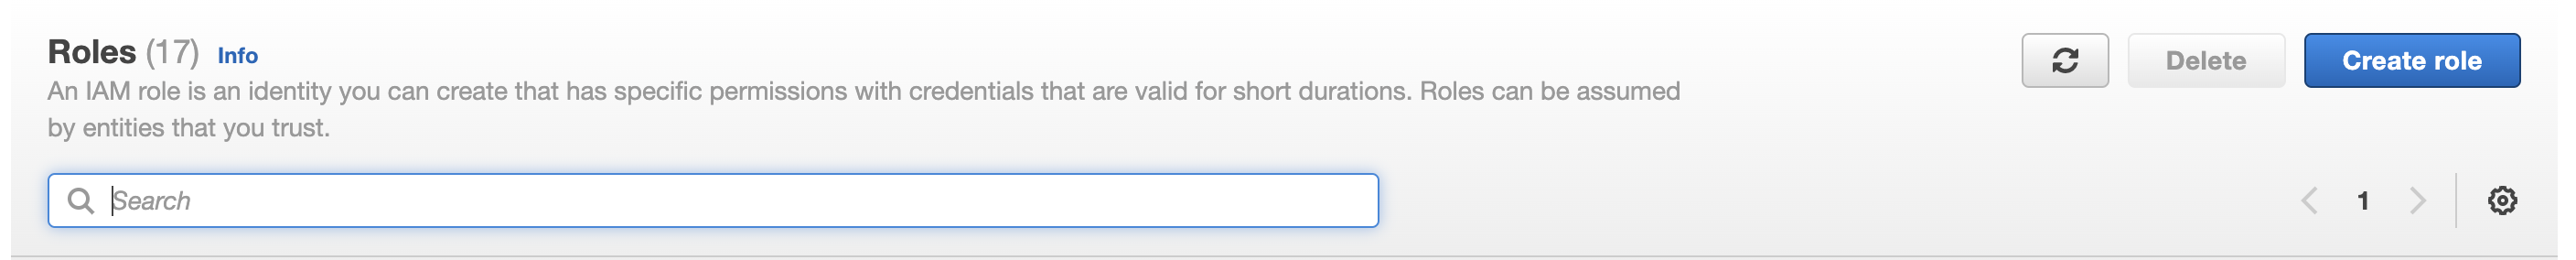 Roles (17) Info
Delete
Create role
An IAM role is an identity you can create that has specific permissions with credentials that are valid for short durations. Roles can be assumed
by entities that you trust.
Search
1